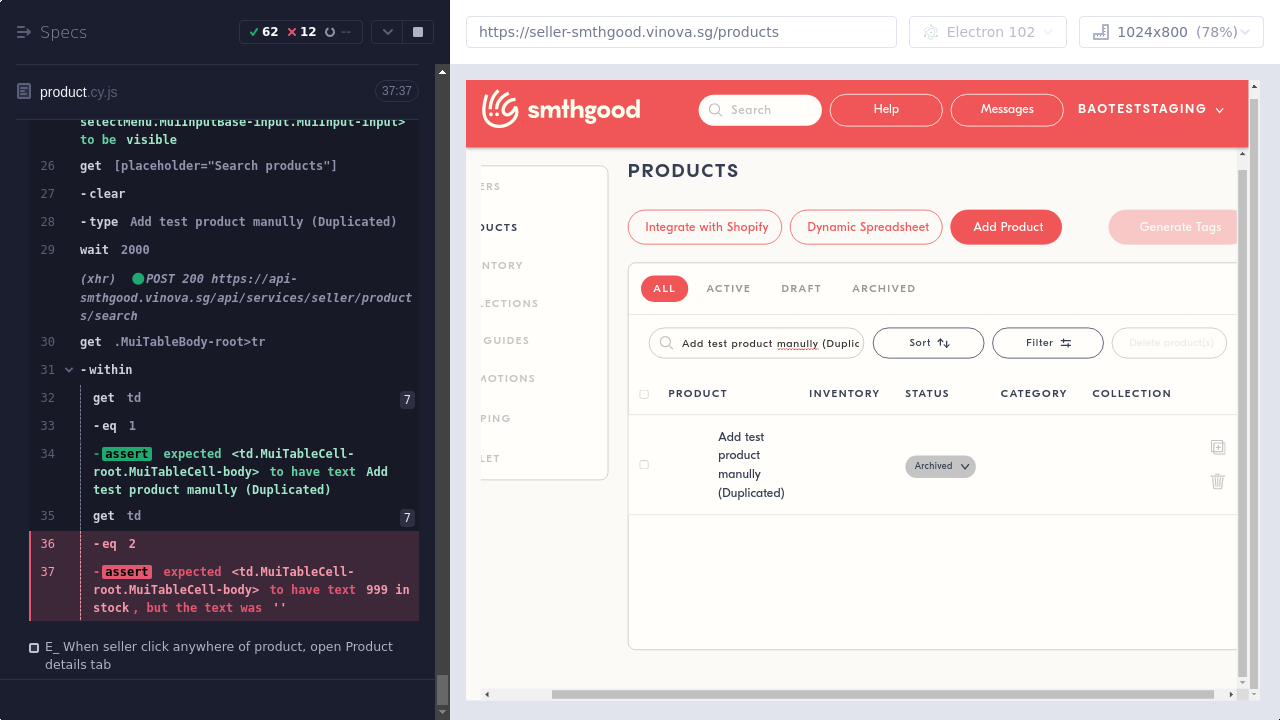 Specs
62 12 --
https://seller-smthgood.vinova.sg/products
Electron 102
1024x800 (78%)
product.cy.js 37:37
selectMenu.MuiInputBase-input.MuiInput-input>
to be visible
26 get [placeholder="Search products"]
27 -clear
28 -type Add test product manully (Duplicated)
29 wait 2000
(xhr) POST 200 https://api-
smthgood.vinova.sg/api/services/seller/product
s/search
30 get .MuiTableBody-root>tr
31 -within
32 get td 7
33 -eq 1
34 -assert expected <td.MuiTableCell-
root.MuiTableCell-body> to have text Add
test product manully (Duplicated)
35 get td 7
36 -eq 2
37 -assert expected <td.MuiTableCell-
root.MuiTableCell-body> to have text 999 in
stock, but the text was ''
E_ When seller click anywhere of product, open Product
details tab
smthgood
Search
Help
Messages
BAOTESTSTAGING
ERS
DUCTS
NTORY
LECTIONS
GUIDES
MOTIONS
PING
LET
PRODUCTS
Integrate with Shopify
Dynamic Spreadsheet
Add Product
Generate Tags
ALL ACTIVE DRAFT ARCHIVED
Add test product manully (Duplic
Sort
Filter
Delete product(s)
PRODUCT INVENTORY STATUS CATEGORY COLLECTION
Add test
product
manully
(Duplicated)
Archived